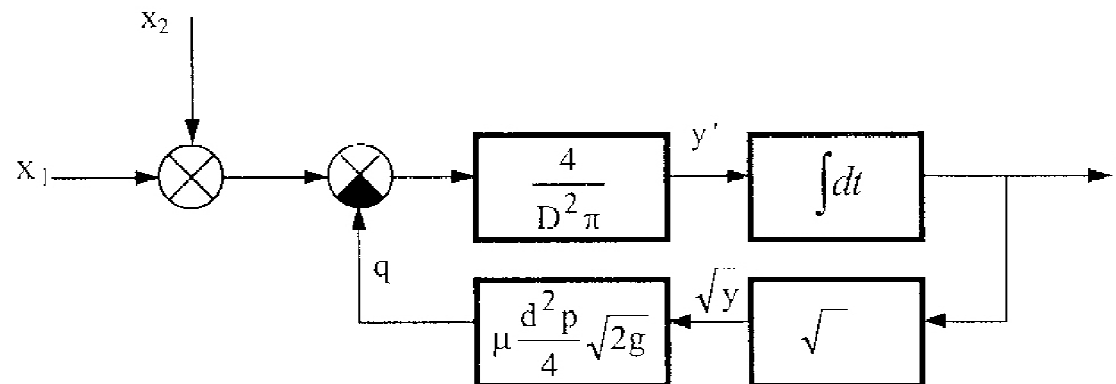 x₂
x₁
4
D²π
y'
∫dt
q
μ d²p/4 √2g
√y
√